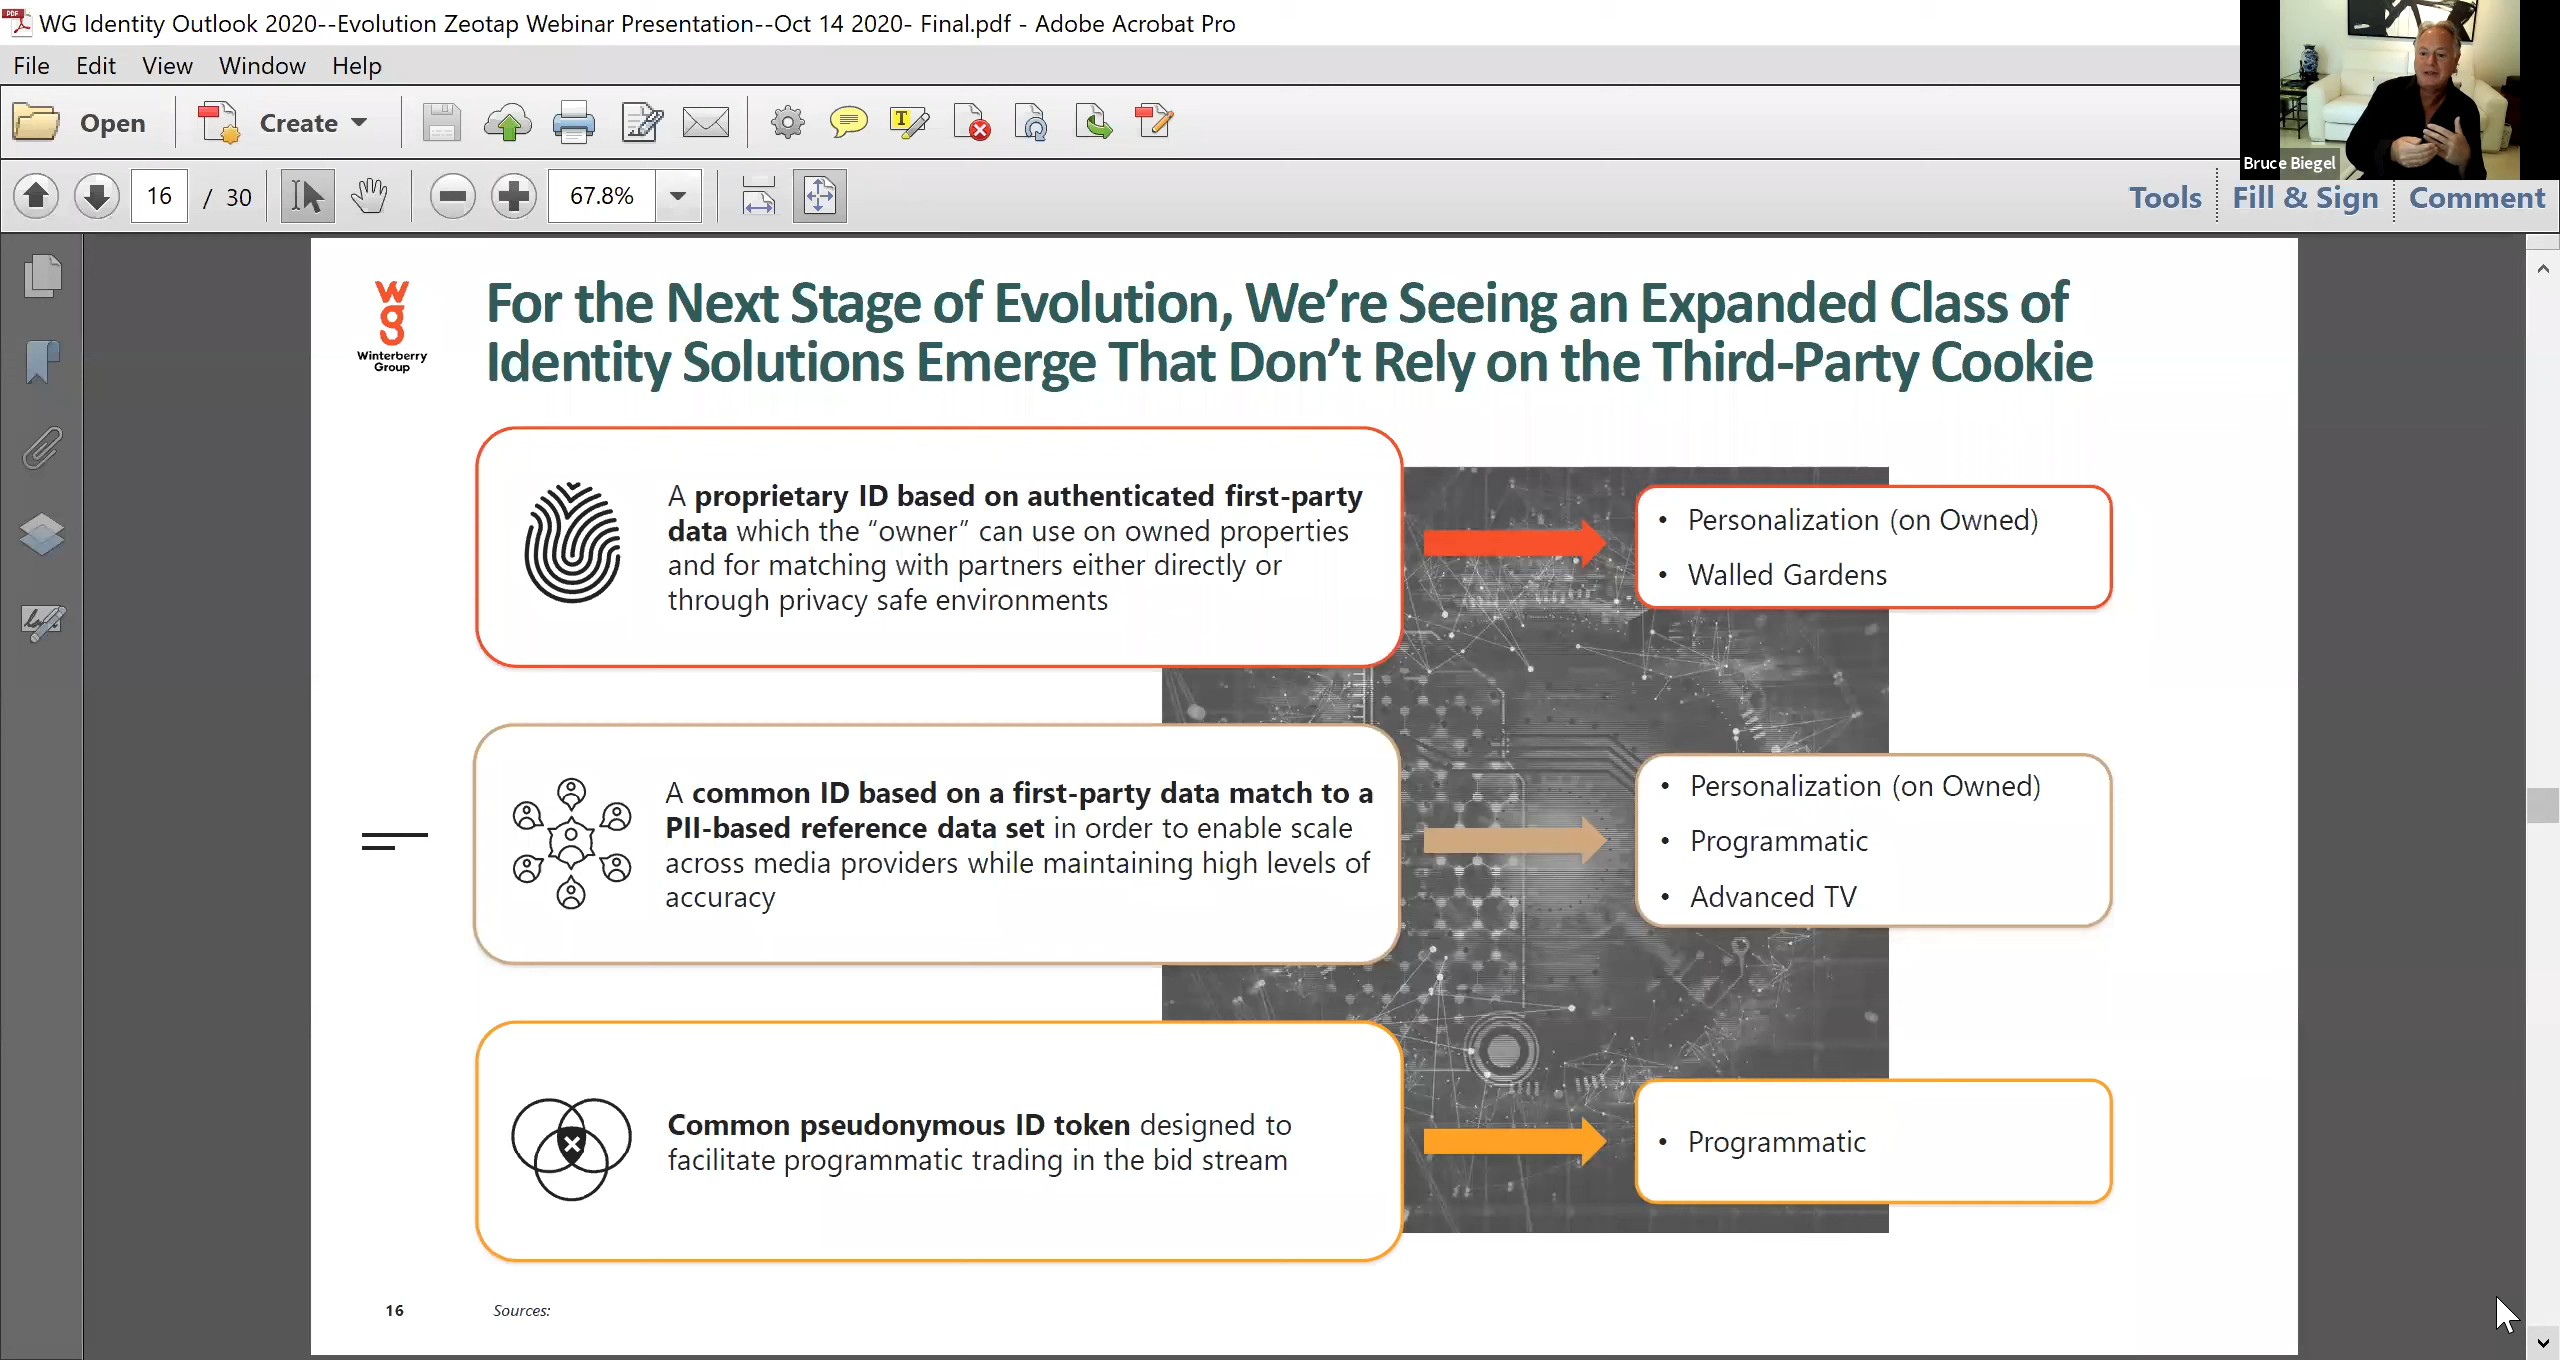 WG Identity Outlook 2020--Evolution Zeotap Webinar Presentation--Oct 14 2020- Final.pdf - Adobe Acrobat Pro
File Edit View Window Help
Open Create
Bruce Biegel
16 / 30 67.8% Tools Fill & Sign Comment
Winterberry
Group
For the Next Stage of Evolution, We’re Seeing an Expanded Class of
Identity Solutions Emerge That Don’t Rely on the Third-Party Cookie
A proprietary ID based on authenticated first-party
data which the “owner” can use on owned properties
and for matching with partners either directly or
through privacy safe environments
• Personalization (on Owned)
• Walled Gardens
A common ID based on a first-party data match to a
PII-based reference data set in order to enable scale
across media providers while maintaining high levels of
accuracy
• Personalization (on Owned)
• Programmatic
• Advanced TV
Common pseudonymous ID token designed to
facilitate programmatic trading in the bid stream
• Programmatic
16 Sources: